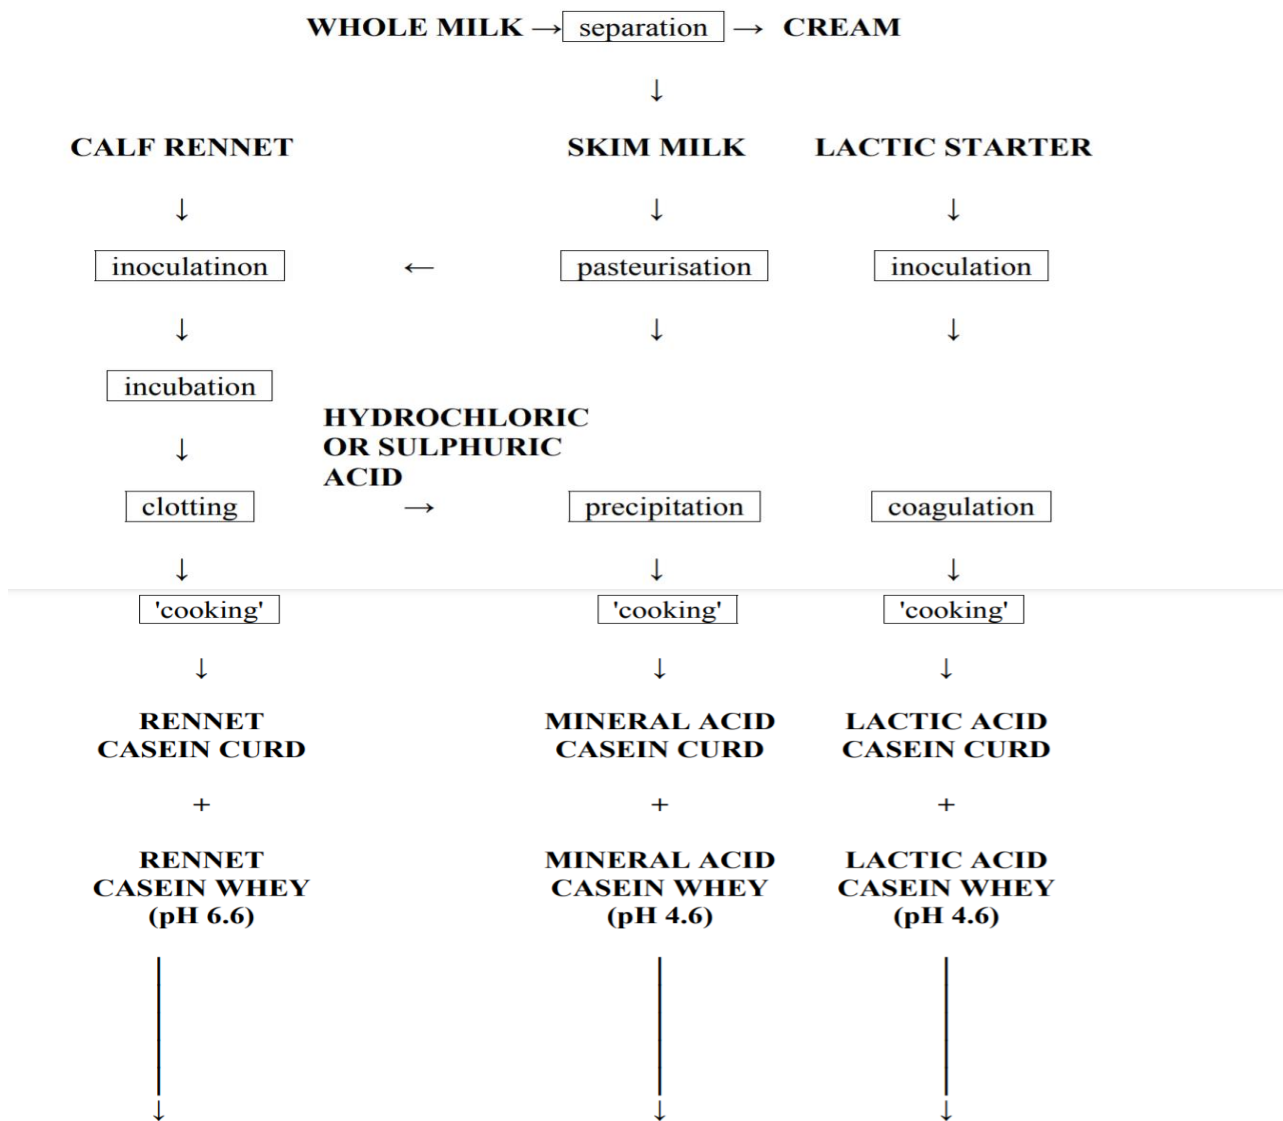 WHOLE MILK → separation → CREAM
↓
CALF RENNET SKIM MILK LACTIC STARTER
↓ ↓ ↓
inoculatinon ← pasteurisation inoculation
↓ ↓ ↓
incubation
HYDROCHLORIC
↓ OR SULPHURIC
ACID
clotting → precipitation coagulation
↓ ↓ ↓
'cooking' 'cooking' 'cooking'
↓ ↓ ↓
RENNET MINERAL ACID LACTIC ACID
CASEIN CURD CASEIN CURD CASEIN CURD
+ + +
RENNET MINERAL ACID LACTIC ACID
CASEIN WHEY CASEIN WHEY CASEIN WHEY
(pH 6.6) (pH 4.6) (pH 4.6)
↓ ↓ ↓